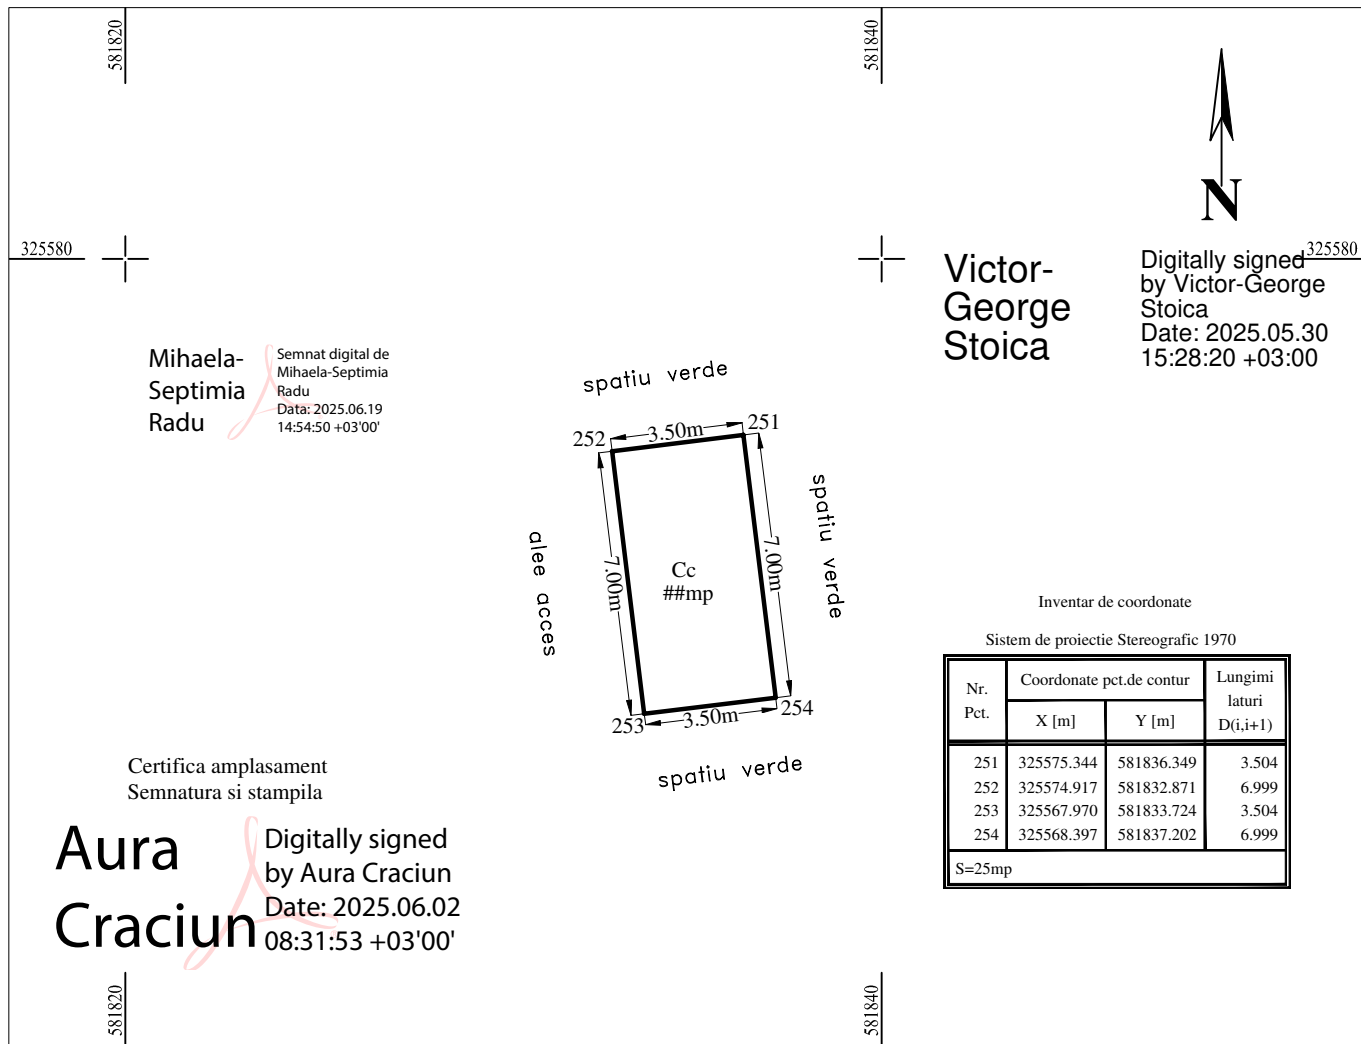 581820
581840
N
325580
325580
Victor-
George
Stoica
Digitally signed
by Victor-George
Stoica
Date: 2025.05.30
15:28:20 +03:00
Mihaela-
Septimia
Radu
Semnat digital de
Mihaela-Septimia
Radu
Data: 2025.06.19
14:54:50 +03'00'
spatiu verde
252
3.50m
251
alee acces
7.00m
Cc
##mp
7.00m
spatiu verde
253
3.50m
254
spatiu verde
Inventar de coordonate
Sistem de proiectie Stereografic 1970
Nr. Pct. Coordonate pct.de contur Lungimi laturi D(i,i+1)
X [m] Y [m]
251 325575.344 581836.349 3.504
252 325574.917 581832.871 6.999
253 325567.970 581833.724 3.504
254 325568.397 581837.202 6.999
S=25mp
Certifica amplasament
Semnatura si stampila
Aura
Craciun
Digitally signed
by Aura Craciun
Date: 2025.06.02
08:31:53 +03'00'
581820
581840